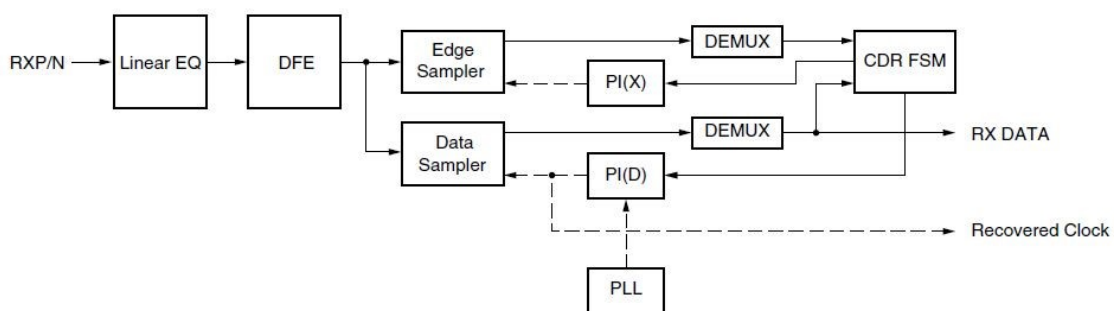 RXP/N
Linear EQ
DFE
Edge
Sampler
DEMUX
CDR FSM
PI(X)
Data
Sampler
DEMUX
RX DATA
PI(D)
Recovered Clock
PLL